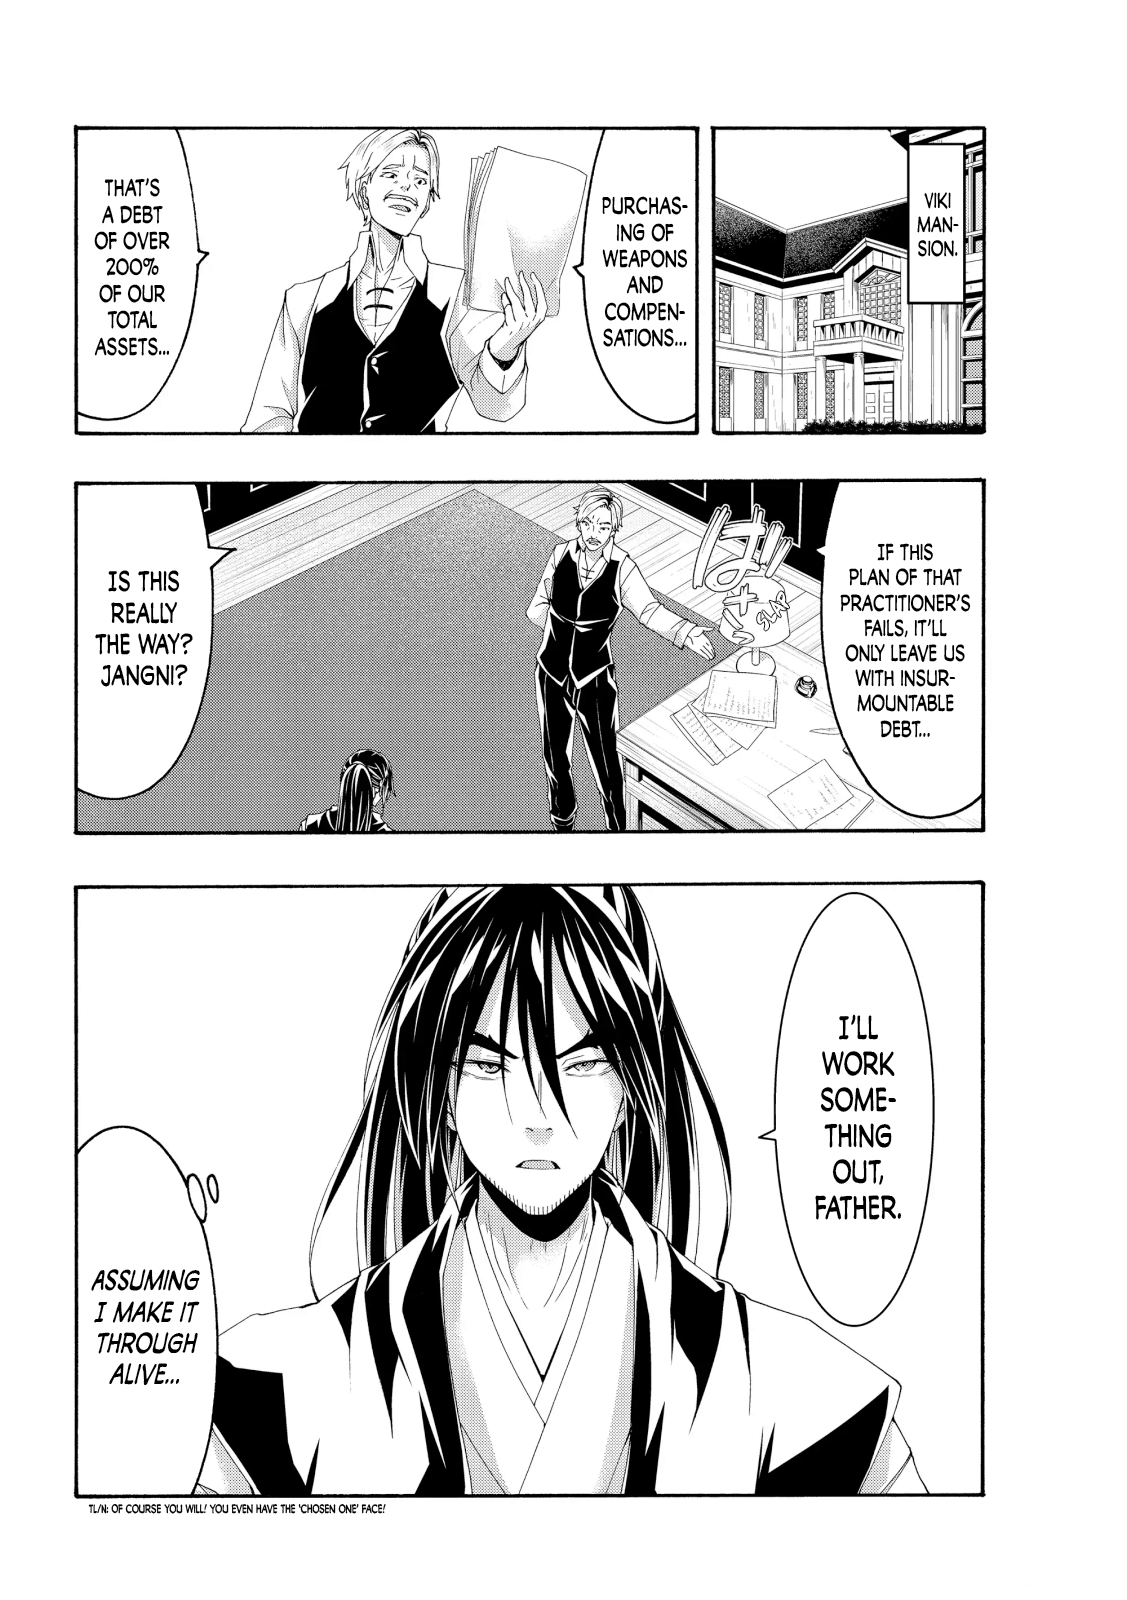 VIKI
MAN-
SION.
PURCHAS-
ING OF
WEAPONS
AND
COMPEN-
SATIONS...
THAT'S
A DEBT
OF OVER
200%
OF OUR
TOTAL
ASSETS...
IF THIS
PLAN OF THAT
PRACTITIONER'S
FAILS, IT'LL
ONLY LEAVE US
WITH INSUR-
MOUNTABLE
DEBT...
ばさっ
SLAP
IS THIS
REALLY
THE WAY?
JANGNI?
I'LL
WORK
SOME-
THING
OUT,
FATHER.
ASSUMING
I MAKE IT
THROUGH
ALIVE...
TL/N: OF COURSE YOU WILL! YOU EVEN HAVE THE 'CHOSEN ONE' FACE!